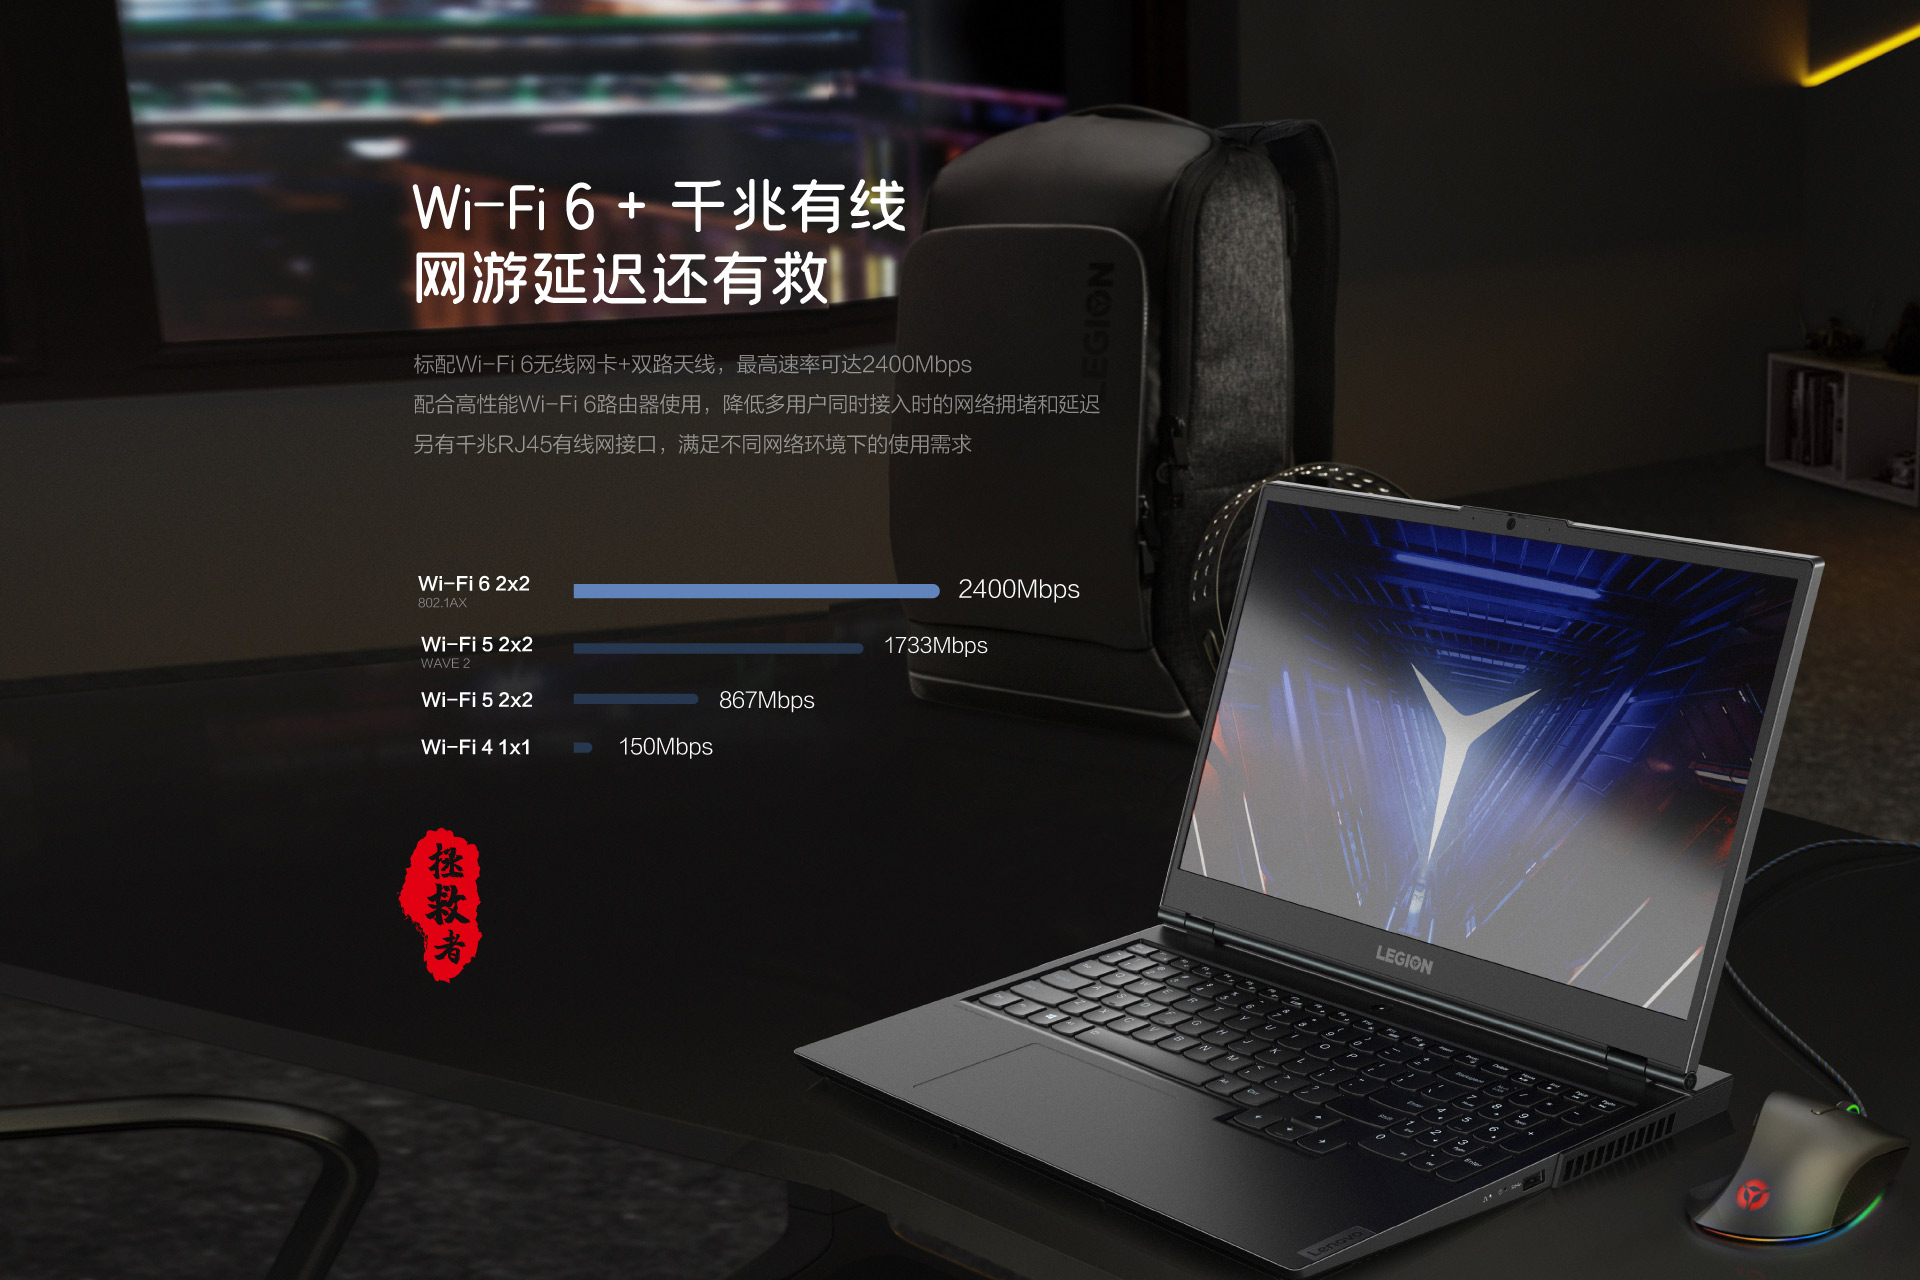 Wi-Fi 6 + 千兆有线
网游延迟还有救
标配Wi-Fi 6无线网卡+双路天线，最高速率可达2400Mbps
配合高性能Wi-Fi 6路由器使用，降低多用户同时接入时的网络拥堵和延迟
另有千兆RJ45有线网接口，满足不同网络环境下的使用需求
Wi-Fi 6 2x2 2400Mbps
802.1AX
Wi-Fi 5 2x2 1733Mbps
WAVE 2
Wi-Fi 5 2x2 867Mbps
Wi-Fi 4 1x1 150Mbps
拯救者
LEGION
LEGION
Lenovo